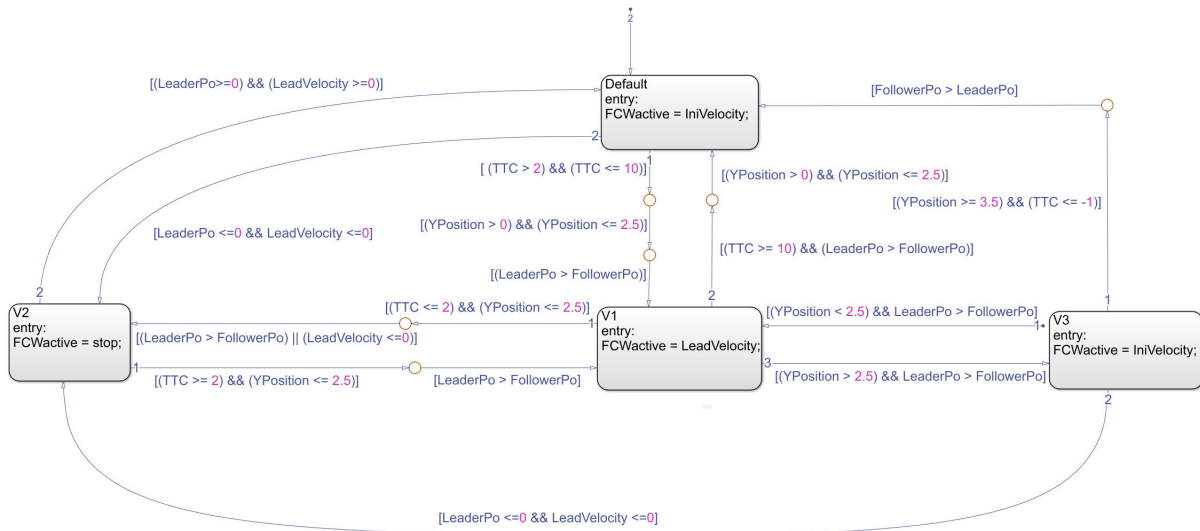 2
[(LeaderPo>=0) && (LeadVelocity >=0)]
Default
entry:
FCWactive = IniVelocity;
[FollowerPo > LeaderPo]
2
1
[ (TTC > 2) && (TTC <= 10)]
[(YPosition > 0) && (YPosition <= 2.5)]
[(YPosition >= 3.5) && (TTC <= -1)]
[(YPosition > 0) && (YPosition <= 2.5)]
[LeaderPo <=0 && LeadVelocity <=0]
[(TTC >= 10) && (LeaderPo > FollowerPo)]
[(LeaderPo > FollowerPo)]
2
2
1
V2
entry:
FCWactive = stop;
[(TTC <= 2) && (YPosition <= 2.5)]
1
[(LeaderPo > FollowerPo) || (LeadVelocity <=0)]
V1
entry:
FCWactive = LeadVelocity;
[(YPosition < 2.5) && LeaderPo > FollowerPo]
1
V3
entry:
FCWactive = IniVelocity;
1
[(TTC >= 2) && (YPosition <= 2.5)]
[LeaderPo > FollowerPo]
3
[(YPosition > 2.5) && LeaderPo > FollowerPo]
2
[LeaderPo <=0 && LeadVelocity <=0]